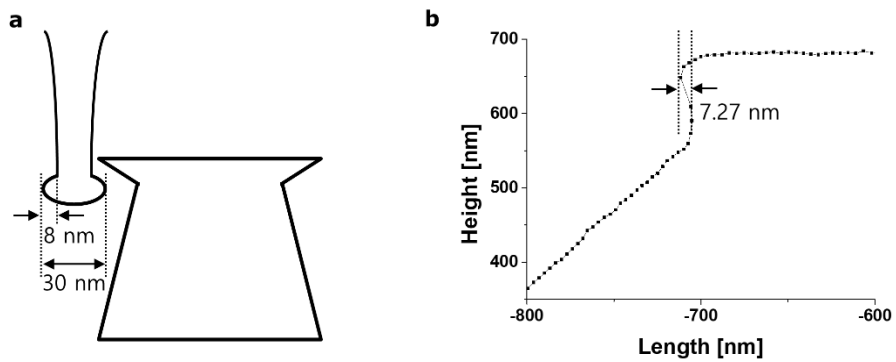 a
8 nm
30 nm
b
700
600
500
400
Height [nm]
7.27 nm
-800
-700
-600
Length [nm]